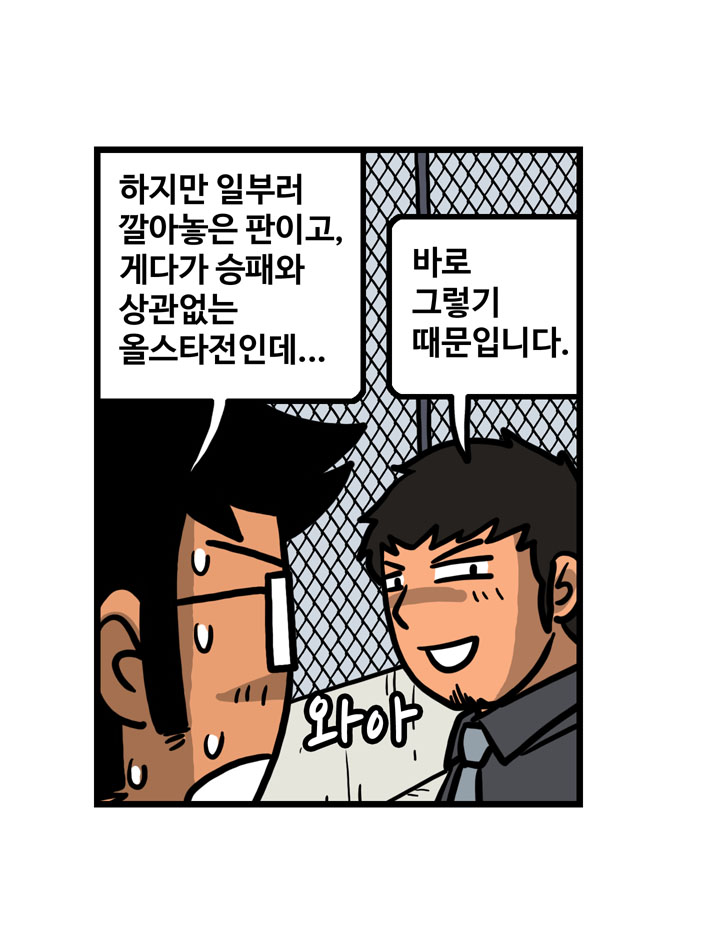 하지만 일부러
깔아놓은 판이고,
게다가 승패와
상관없는
올스타전인데...
바로
그렇기
때문입니다.
와아